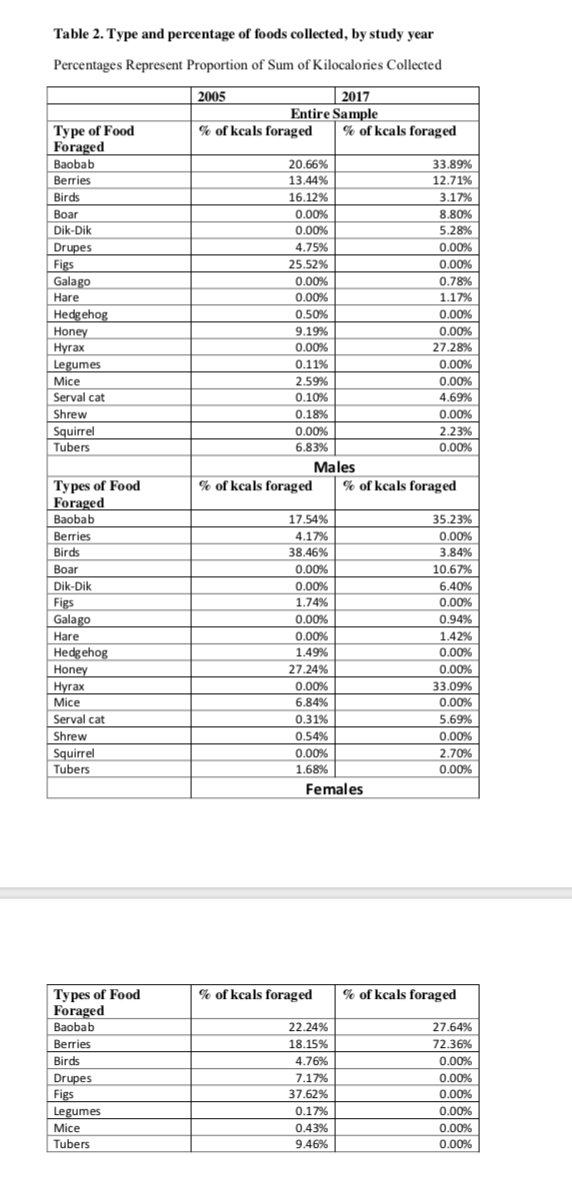 Table 2. Type and percentage of foods collected, by study year
Percentages Represent Proportion of Sum of Kilocalories Collected
2005 2017
Entire Sample
Type of Food Foraged % of kcals foraged % of kcals foraged
Baobab 20.66% 33.89%
Berries 13.44% 12.71%
Birds 16.12% 3.17%
Boar 0.00% 8.80%
Dik-Dik 0.00% 5.28%
Drupes 4.75% 0.00%
Figs 25.52% 0.00%
Galago 0.00% 0.78%
Hare 0.00% 1.17%
Hedgehog 0.50% 0.00%
Honey 9.19% 0.00%
Hyrax 0.00% 27.28%
Legumes 0.11% 0.00%
Mice 2.59% 0.00%
Serval cat 0.10% 4.69%
Shrew 0.18% 0.00%
Squirrel 0.00% 2.23%
Tubers 6.83% 0.00%
Males
Types of Food Foraged % of kcals foraged % of kcals foraged
Baobab 17.54% 35.23%
Berries 4.17% 0.00%
Birds 38.46% 3.84%
Boar 0.00% 10.67%
Dik-Dik 0.00% 6.40%
Figs 1.74% 0.00%
Galago 0.00% 0.94%
Hare 0.00% 1.42%
Hedgehog 1.49% 0.00%
Honey 27.24% 0.00%
Hyrax 0.00% 33.09%
Mice 6.84% 0.00%
Serval cat 0.31% 5.69%
Shrew 0.54% 0.00%
Squirrel 0.00% 2.70%
Tubers 1.68% 0.00%
Females
Types of Food Foraged % of kcals foraged % of kcals foraged
Baobab 22.24% 27.64%
Berries 18.15% 72.36%
Birds 4.76% 0.00%
Drupes 7.17% 0.00%
Figs 37.62% 0.00%
Legumes 0.17% 0.00%
Mice 0.43% 0.00%
Tubers 9.46% 0.00%